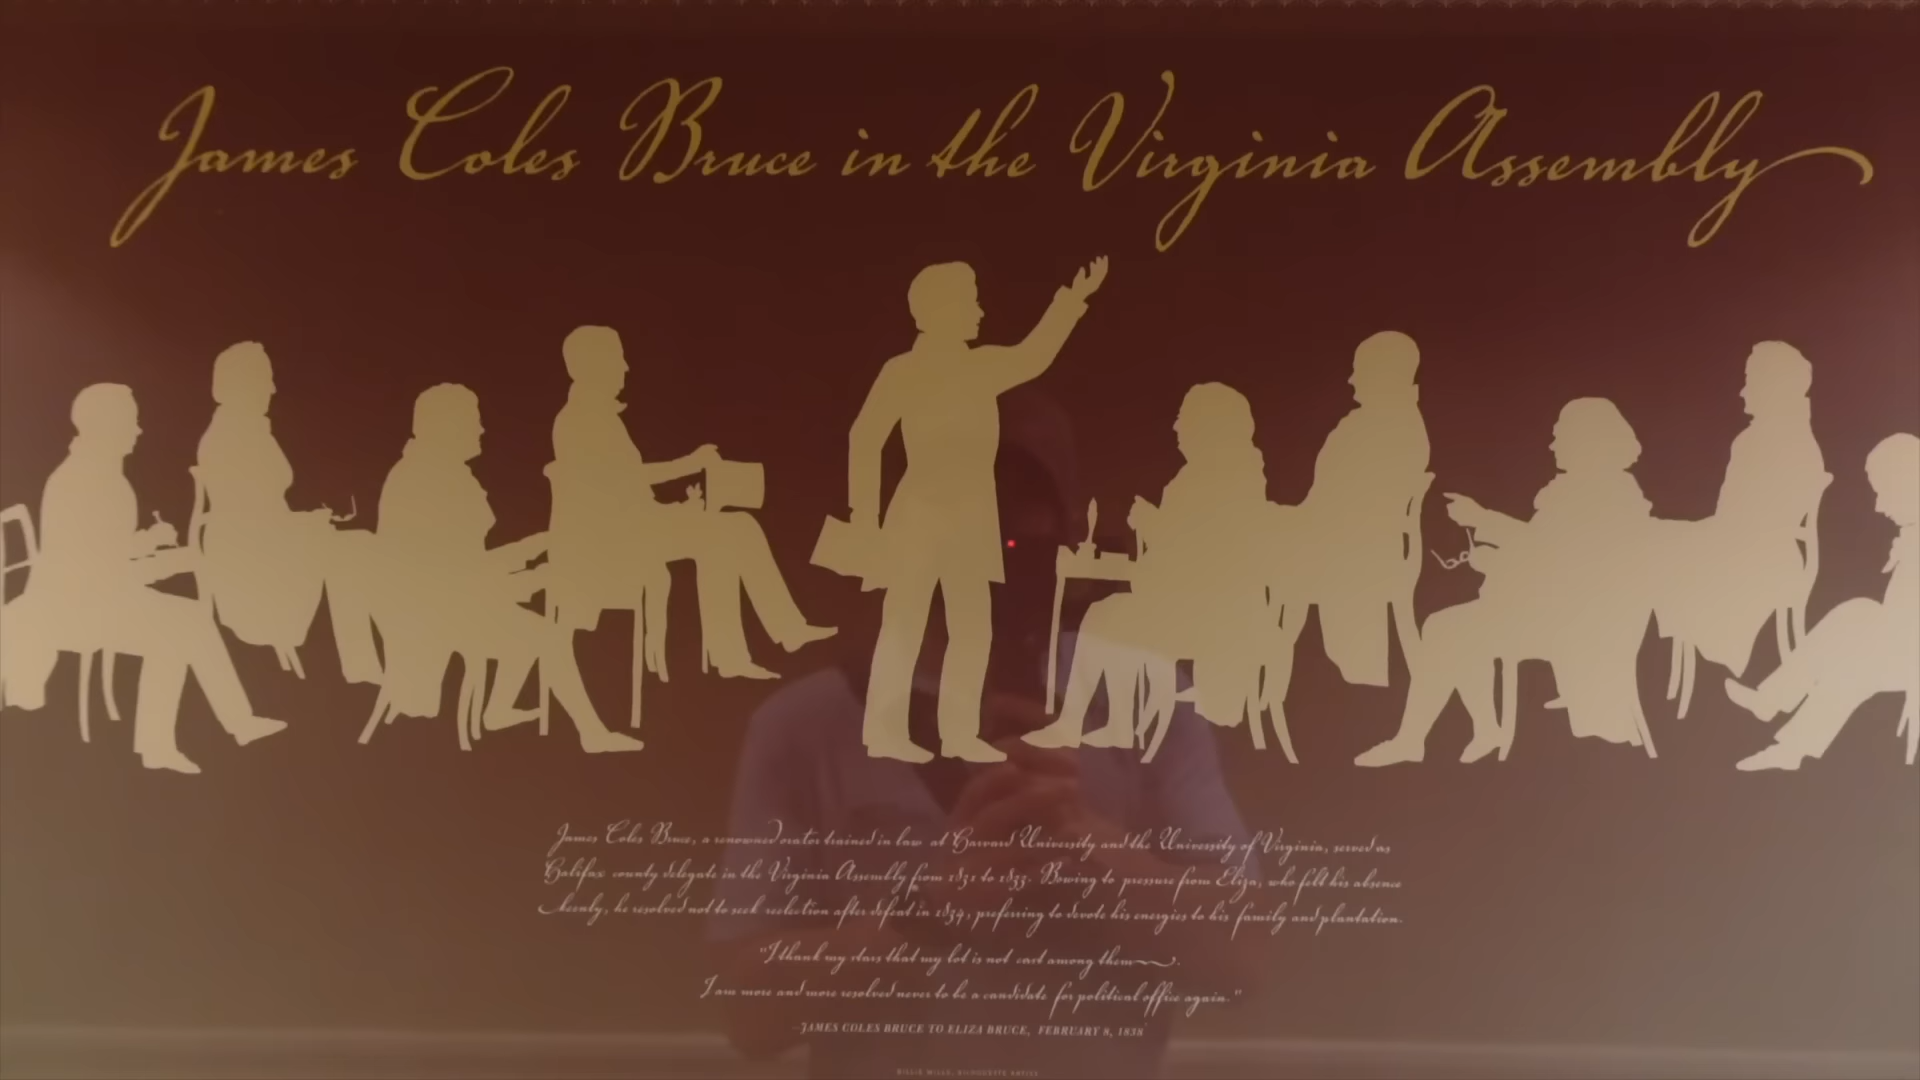 James Coles Bruce in the Virginia Assembly
James Coles Bruce, a renowned orator trained in law at Harvard University and the University of Virginia, served as
Halifax county delegate in the Virginia Assembly from 1831 to 1833. Bowing to pressure from Eliza, who felt his absence
keenly, he resolved not to seek reelection after defeat in 1834, preferring to devote his energies to his family and plantation.
"I thank my stars that my lot is not cast among them
I am more and more resolved never to be a candidate for political office again."
—JAMES COLES BRUCE TO ELIZA BRUCE, FEBRUARY 8, 1838
BILLIE MILLS, SILHOUETTE ARTIST